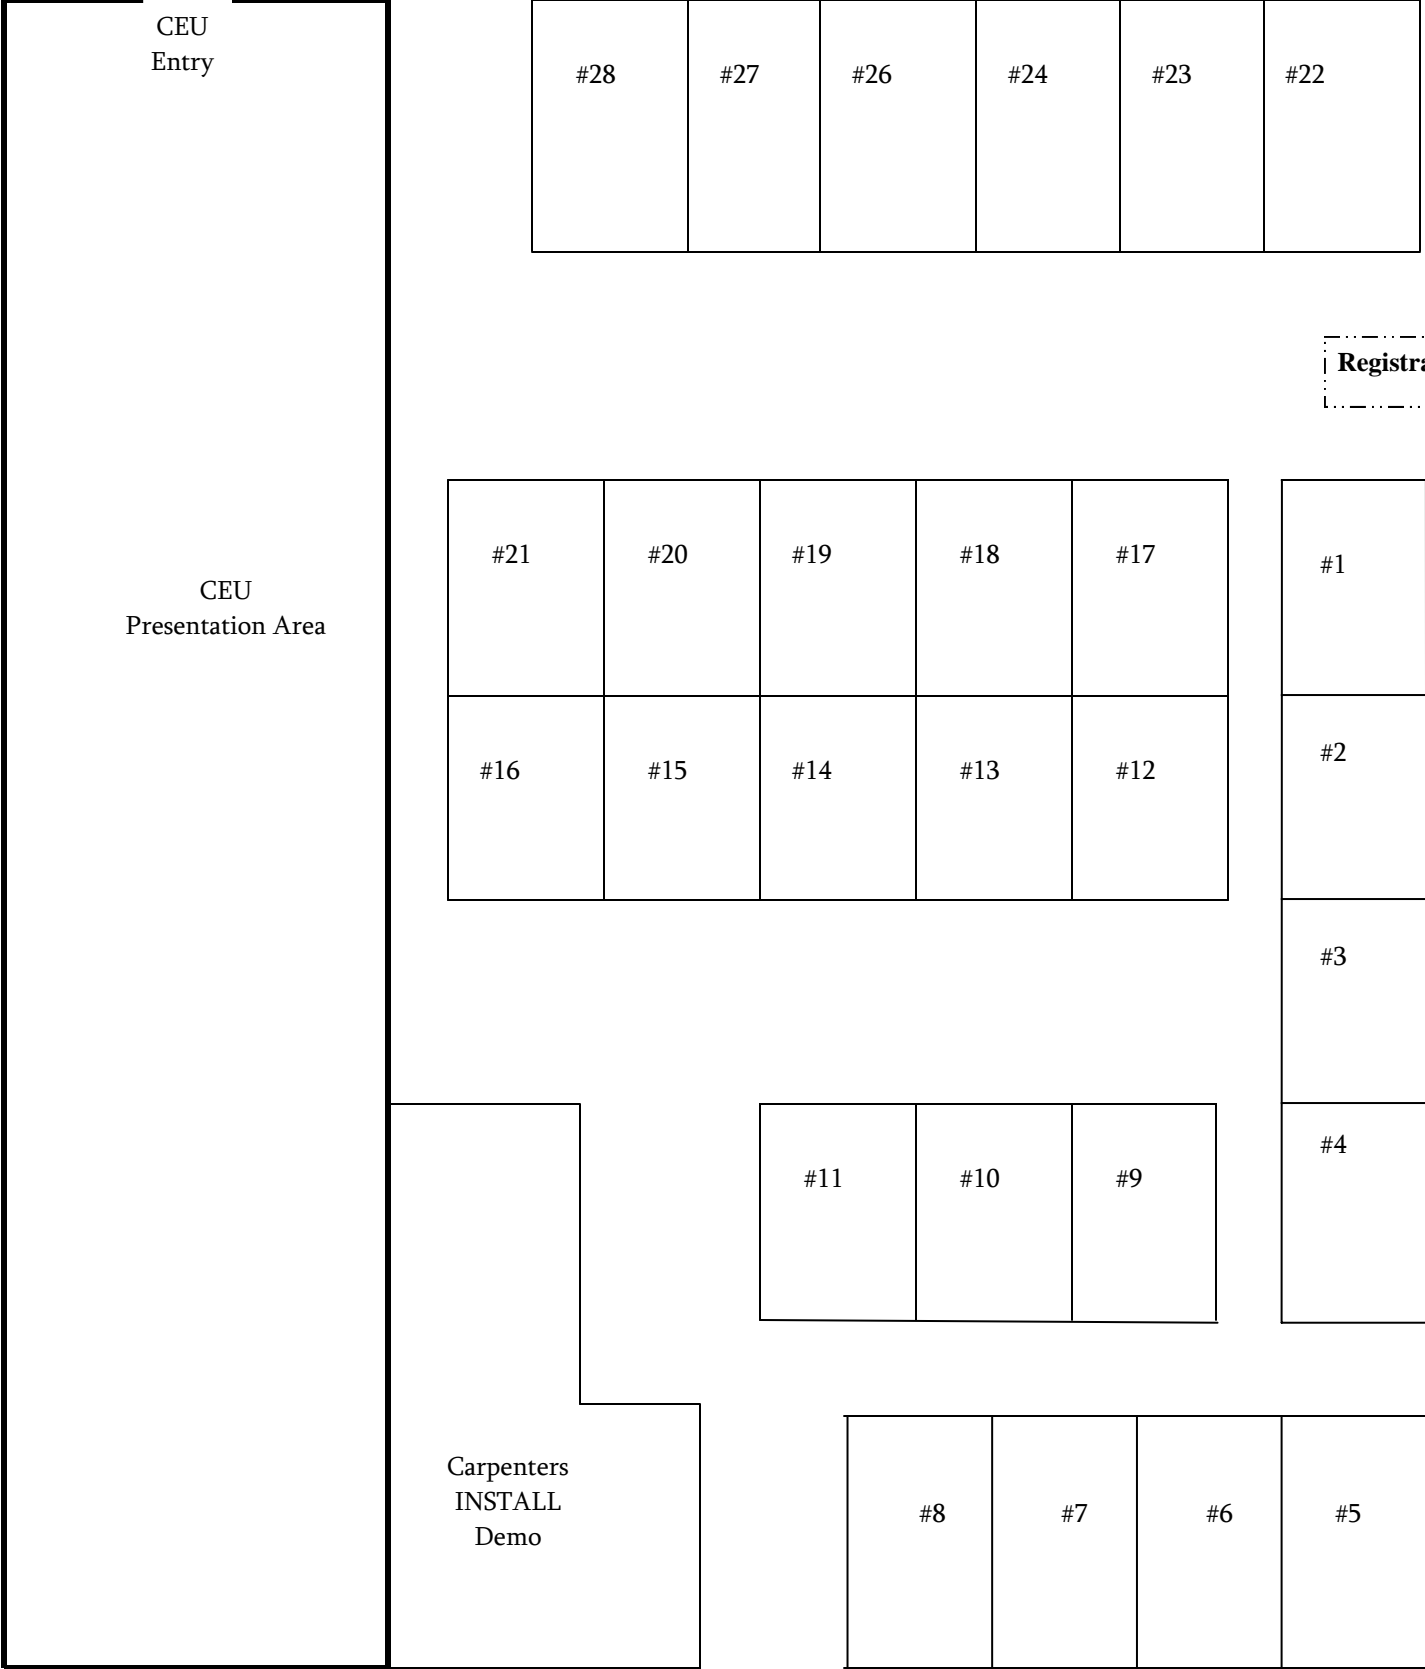 CEU
Entry
#28 #27 #26 #24 #23 #22
Registra
#21 #20 #19 #18 #17 #1
CEU
Presentation Area
#16 #15 #14 #13 #12 #2
#3
#11 #10 #9 #4
Carpenters
INSTALL
Demo
#8 #7 #6 #5